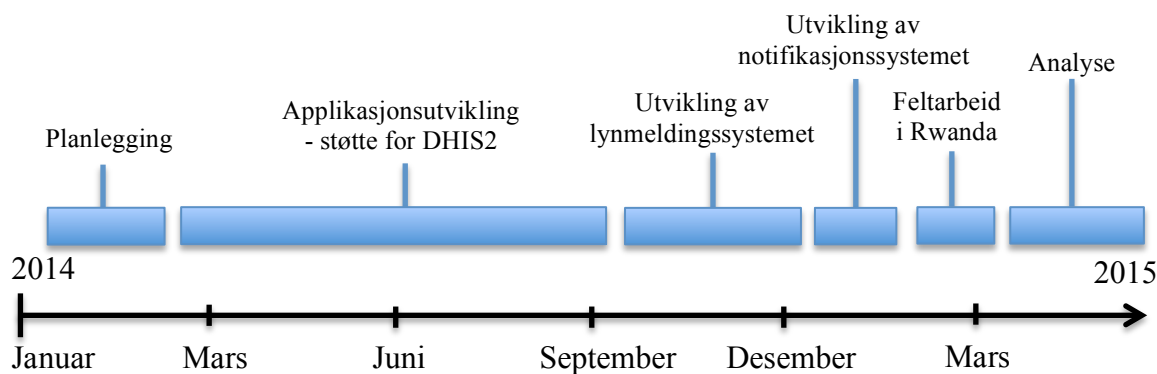 Utvikling av
notifikasjonssystemet
Analyse
Applikasjonsutvikling
- støtte for DHIS2
Utvikling av
lynmeldingssystemet
Feltarbeid
i Rwanda
Planlegging
2014
2015
Januar
Mars
Juni
September
Desember
Mars